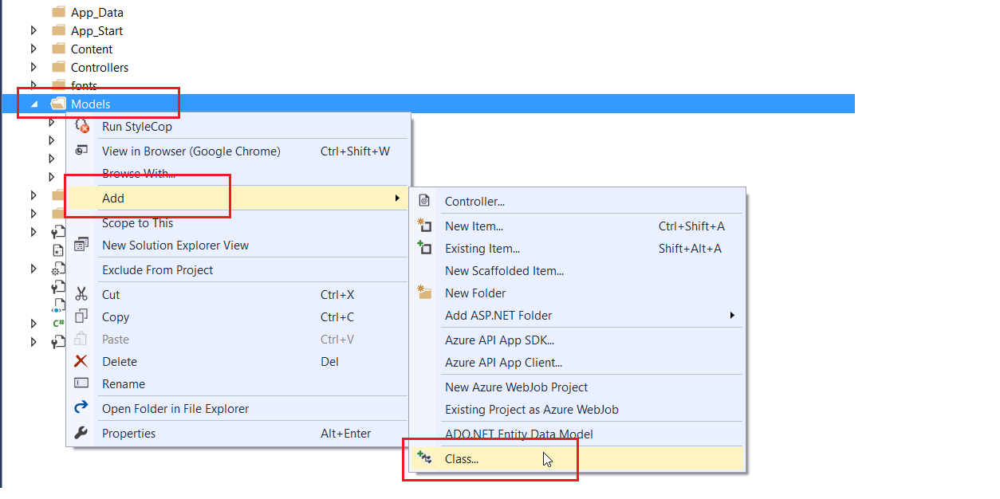 App_Data
App_Start
Content
Controllers
fonts
Models
Run StyleCop
View in Browser (Google Chrome) Ctrl+Shift+W
Browse With...
Add
Scope to This
New Solution Explorer View
Exclude From Project
Cut Ctrl+X
Copy Ctrl+C
Paste Ctrl+V
Delete Del
Rename
Open Folder in File Explorer
Properties Alt+Enter
Controller...
New Item... Ctrl+Shift+A
Existing Item... Shift+Alt+A
New Scaffolded Item...
New Folder
Add ASP.NET Folder
Azure API App SDK...
Azure API App Client...
New Azure WebJob Project
Existing Project as Azure WebJob
ADO.NET Entity Data Model
Class...
C#